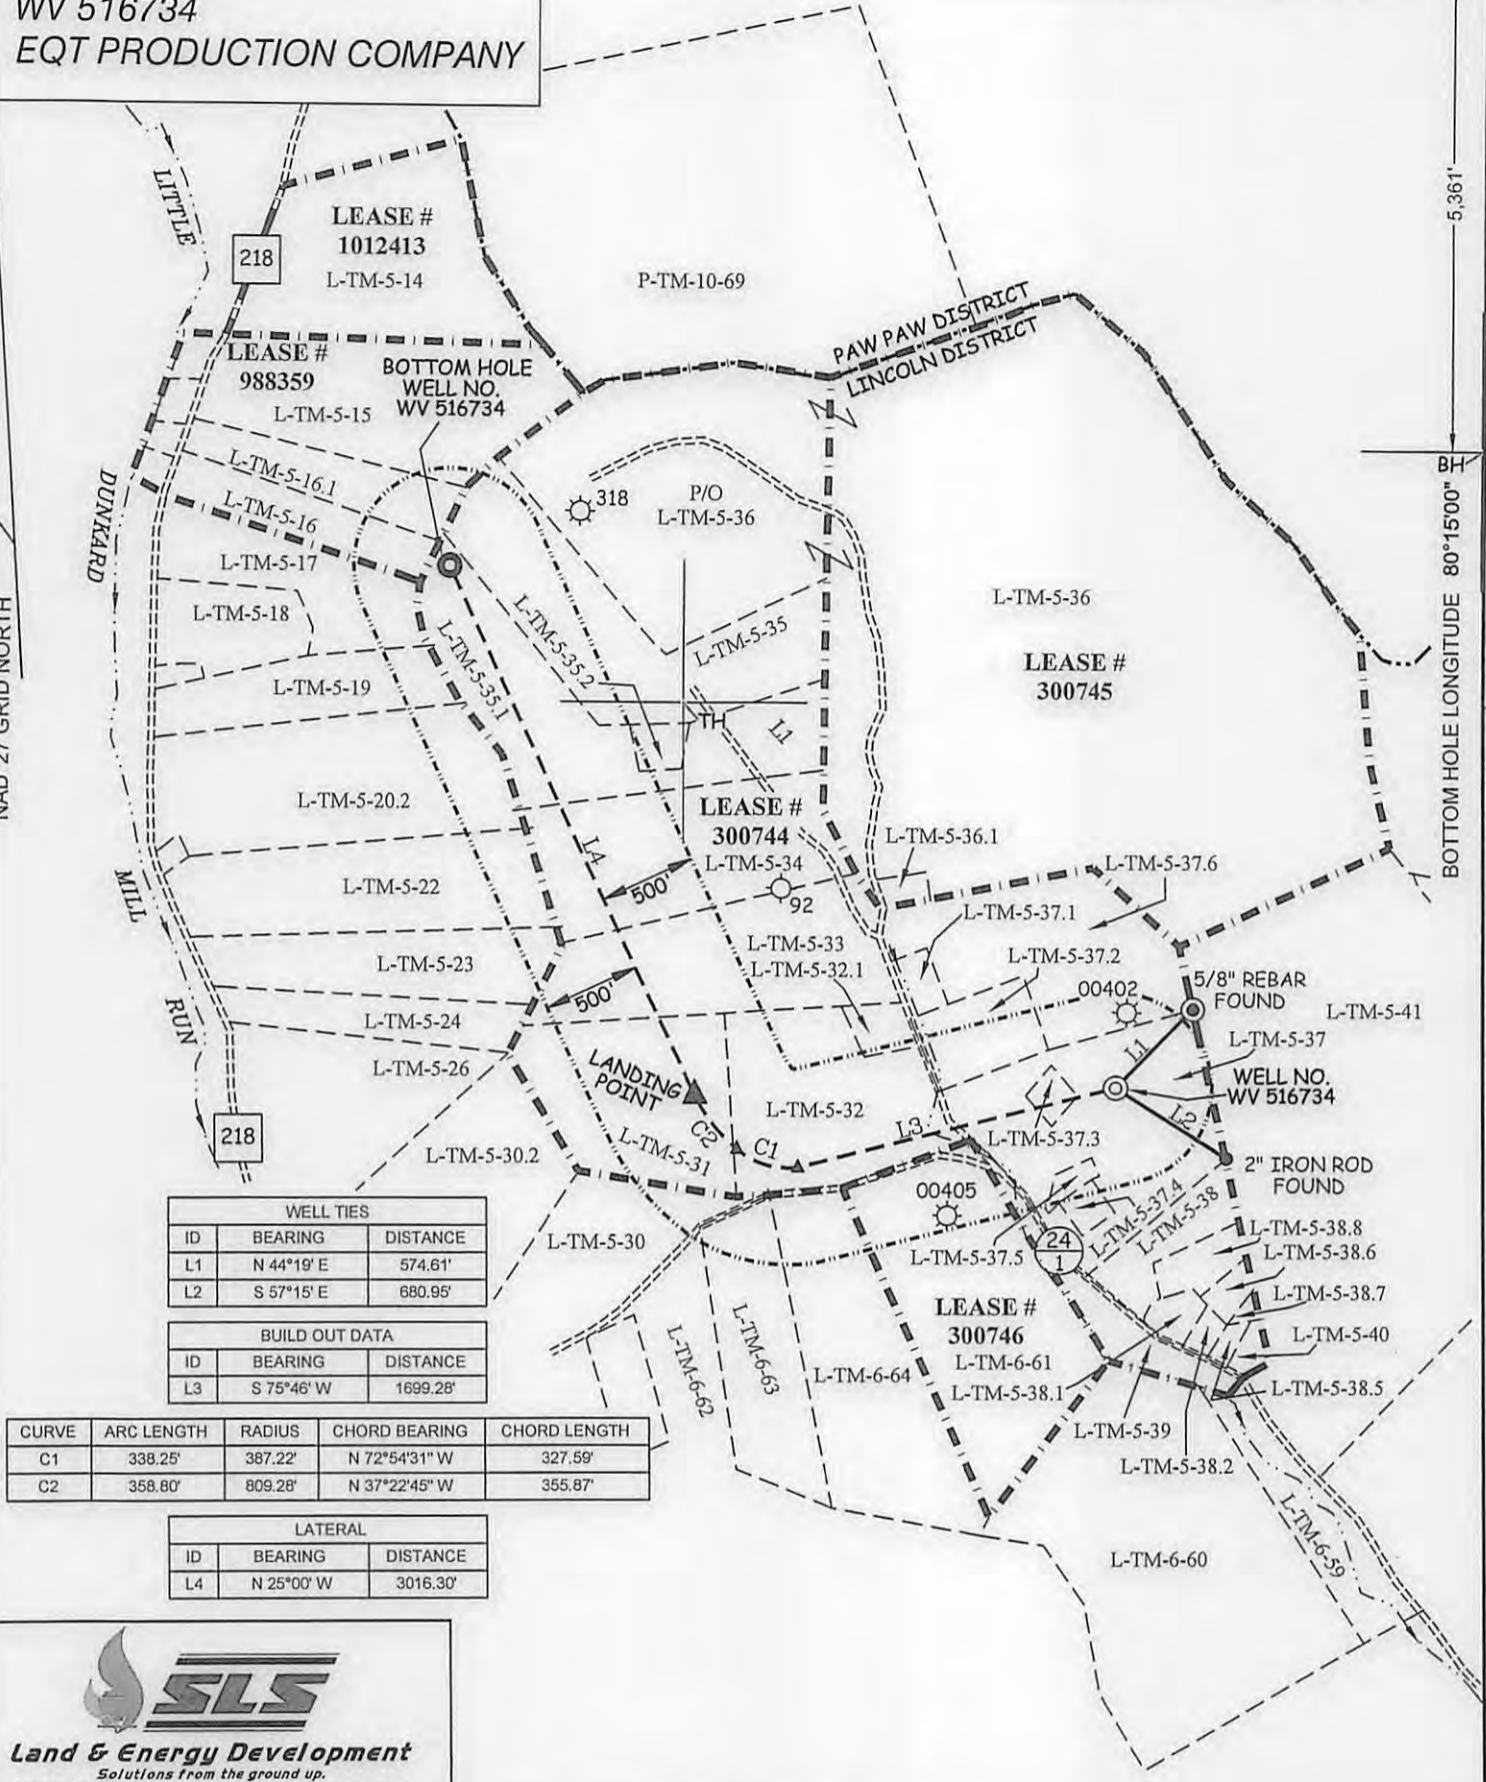 WV 516734
EQT PRODUCTION COMPANY
LITTLE
218
LEASE #
1012413
L-TM-5-14
P-TM-10-69
5,361'
PAW PAW DISTRICT
LINCOLN DISTRICT
LEASE #
988359
L-TM-5-15
BOTTOM HOLE
WELL NO.
WV 516734
L-TM-5-16.1
L-TM-5-16
DUNKARD
318
P/O
L-TM-5-36
BH
BOTTOM HOLE LONGITUDE 80°15'00"
L-TM-5-17
L-TM-5-18
L-TM-5-19
L-TM-5-35.1
L-TM-5-35.2
L-TM-5-35
TH
L1
L-TM-5-36
LEASE #
300745
NAD 27 GRID NORTH
L-TM-5-20.2
L4
LEASE #
300744
L-TM-5-34
500'
92
L-TM-5-36.1
L-TM-5-37.6
MILL
L-TM-5-22
L-TM-5-37.1
L-TM-5-33
L-TM-5-32.1
L-TM-5-37.2
L-TM-5-23
500'
00402
5/8" REBAR
FOUND
L-TM-5-41
RUN
L-TM-5-24
L-TM-5-26
L1
L-TM-5-37
LANDING
POINT
WELL NO.
WV 516734
L2
L-TM-5-32
218
C2
C1
L3
L-TM-5-37.3
L-TM-5-30.2
L-TM-5-31
2" IRON ROD
FOUND
00405
L-TM-5-37.4
L-TM-5-38
L-TM-5-30
L-TM-5-37.5
24
1
L-TM-5-38.8
L-TM-5-38.6
L-TM-5-38.7
LEASE #
300746
L-TM-5-40
L-TM-6-62
L-TM-6-63
L-TM-6-64
L-TM-6-61
L-TM-5-38.1
L-TM-5-38.5
L-TM-5-39
L-TM-5-38.2
L-TM-6-60
L-TM-6-59
WELL TIES
ID BEARING DISTANCE
L1 N 44°19' E 574.61'
L2 S 57°15' E 680.95'
BUILD OUT DATA
ID BEARING DISTANCE
L3 S 75°46' W 1699.28'
CURVE ARC LENGTH RADIUS CHORD BEARING CHORD LENGTH
C1 338.25' 387.22' N 72°54'31" W 327.59'
C2 358.80' 809.28' N 37°22'45" W 355.87'
LATERAL
ID BEARING DISTANCE
L4 N 25°00' W 3016.30'
SLS
Land & Energy Development
Solutions from the ground up.